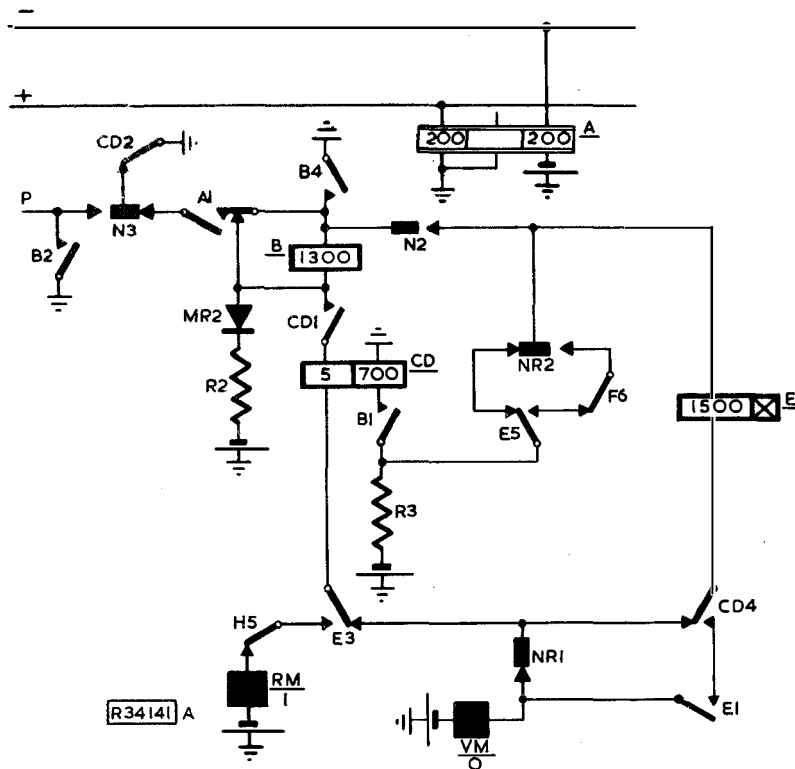 −
+
200 200 A
CD2
B4
P
A1
N3
N2
B2
B 1300
MR2
CD1
NR2
5 700 CD
R2
F6
B1
1500 E
E5
R3
H5
E3
CD4
NR1
RM
1
E1
R34141 A
VM
O